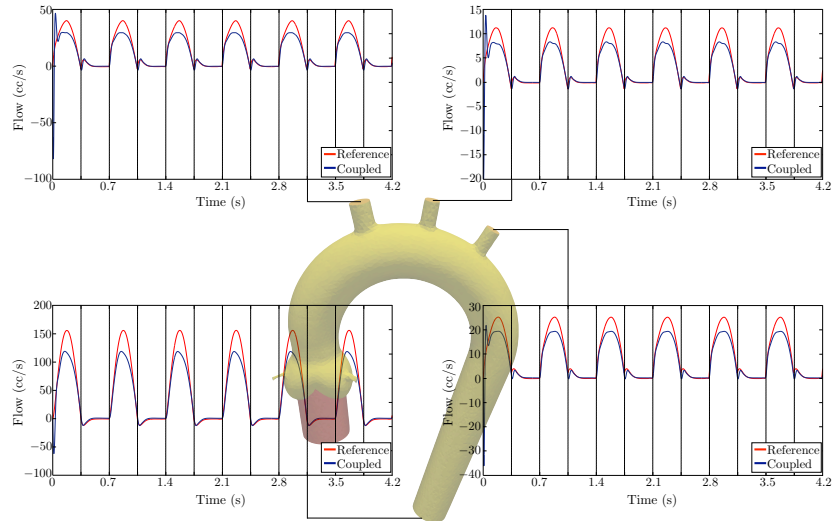 50
0
−50
−100
Flow (cc/s)
0 0.7 1.4 2.1 2.8 3.5 4.2
Time (s)
Reference
Coupled
15
10
5
0
−5
−10
−15
−20
Flow (cc/s)
0 0.7 1.4 2.1 2.8 3.5 4.2
Time (s)
Reference
Coupled
200
150
100
50
0
−50
−100
Flow (cc/s)
0 0.7 1.4 2.1 2.8 3.5 4.2
Time (s)
Reference
Coupled
30
20
10
0
−10
−20
−30
−40
Flow (cc/s)
0 0.7 1.4 2.1 2.8 3.5 4.2
Time (s)
Reference
Coupled